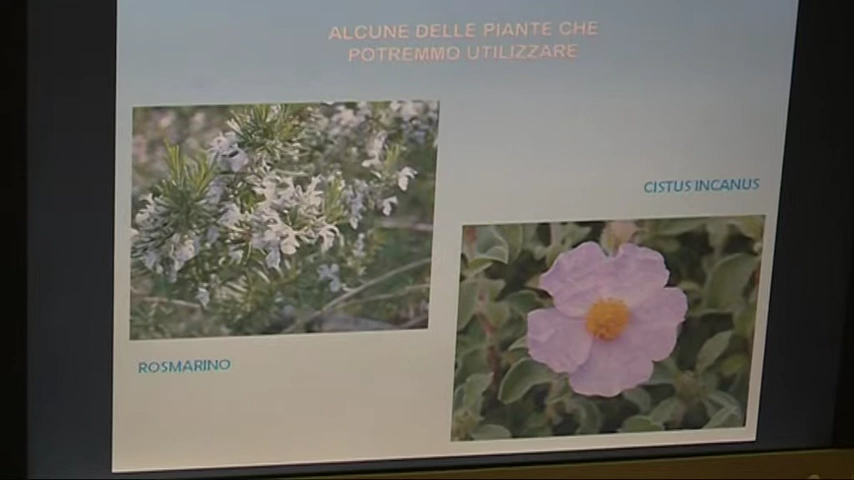 ALCUNE DELLE PIANTE CHE
POTREMMO UTILIZZARE
CISTUS INCANUS
ROSMARINO